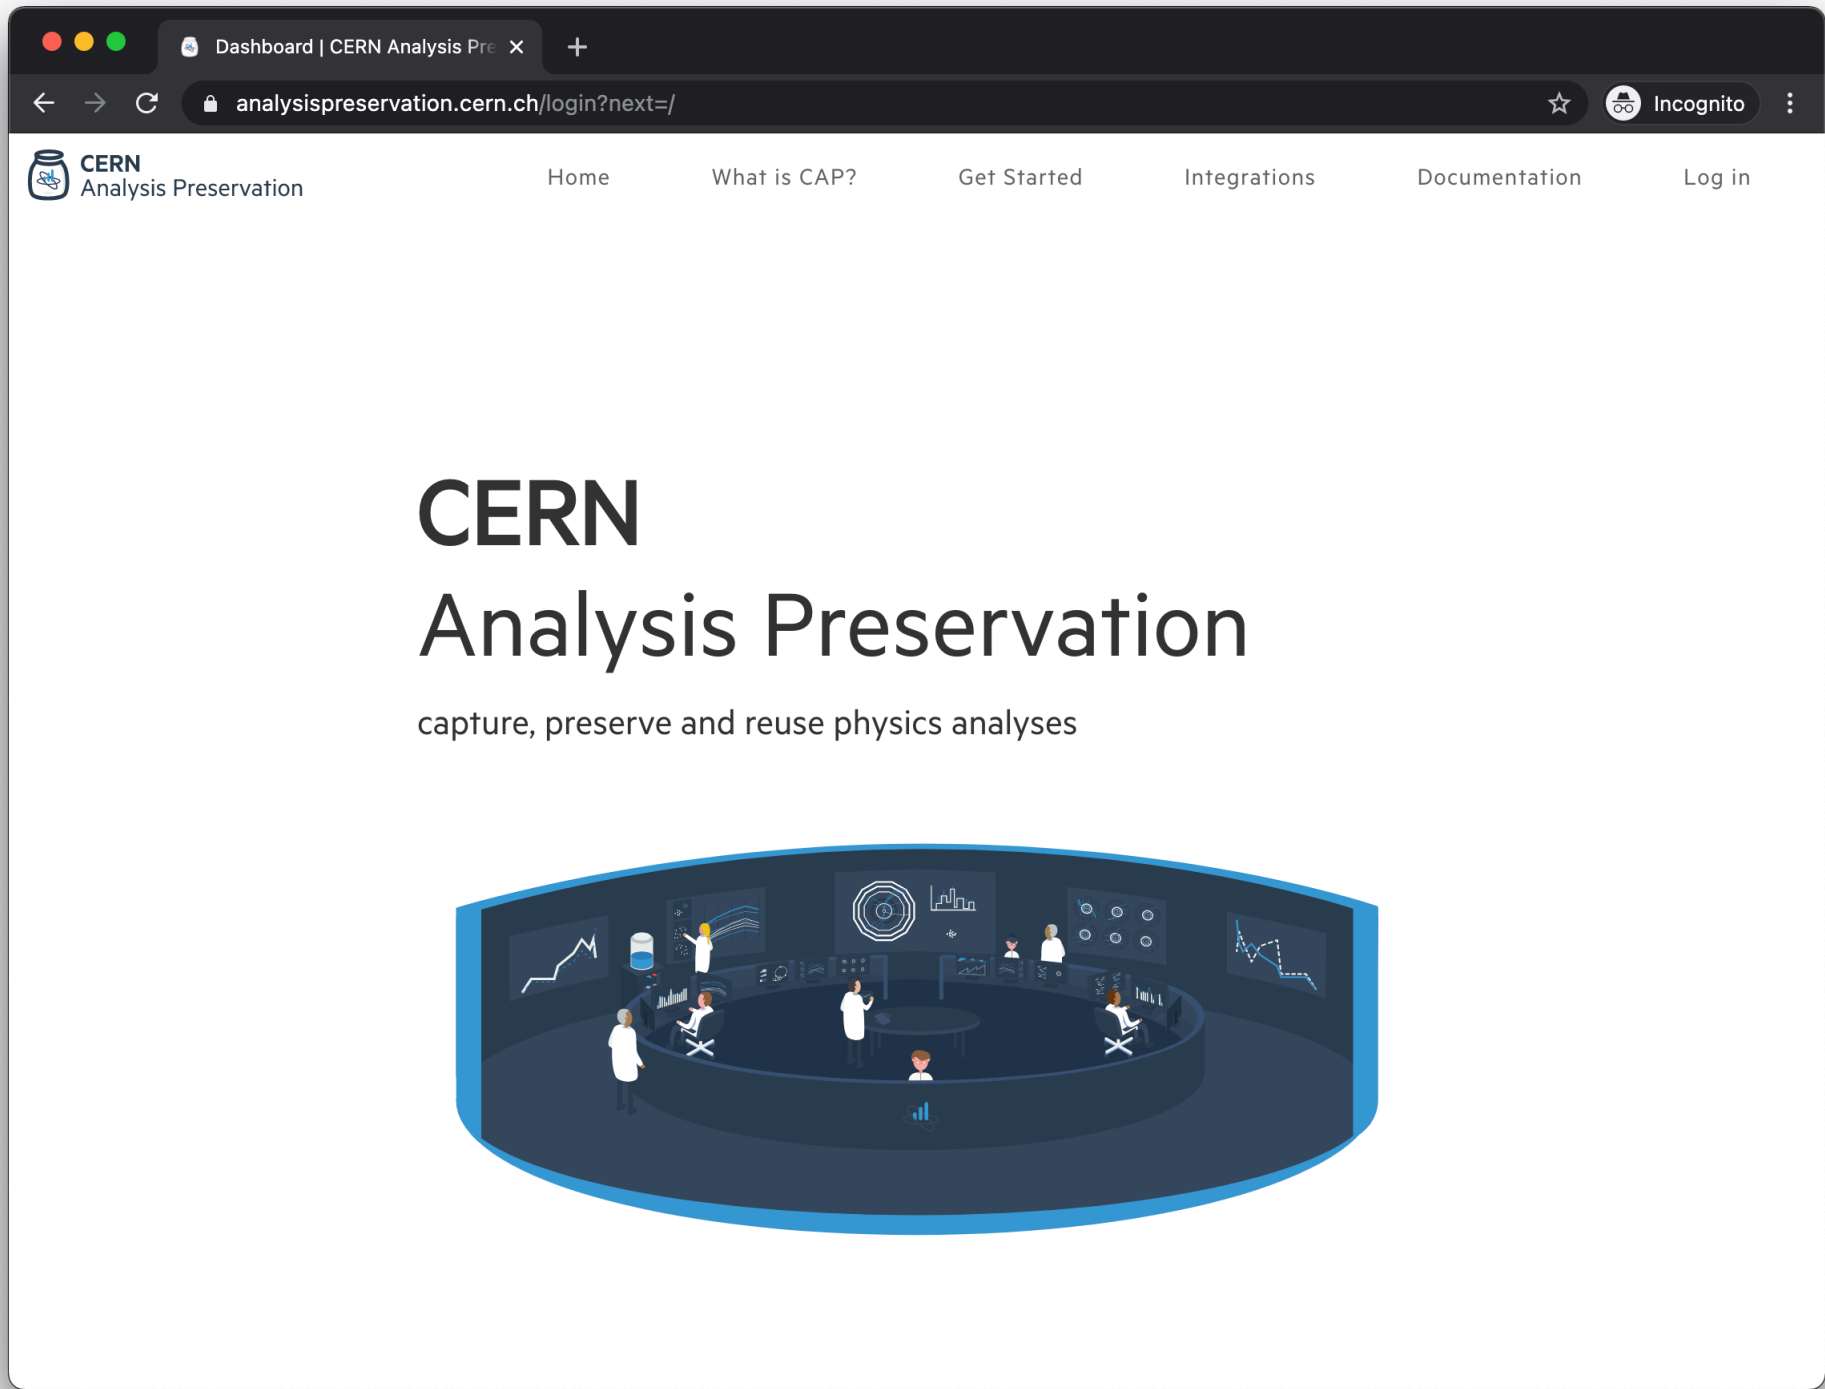 Dashboard | CERN Analysis Pre
analysispreservation.cern.ch/login?next=/
Incognito
CERN
Analysis Preservation
Home
What is CAP?
Get Started
Integrations
Documentation
Log in
CERN
Analysis Preservation
capture, preserve and reuse physics analyses